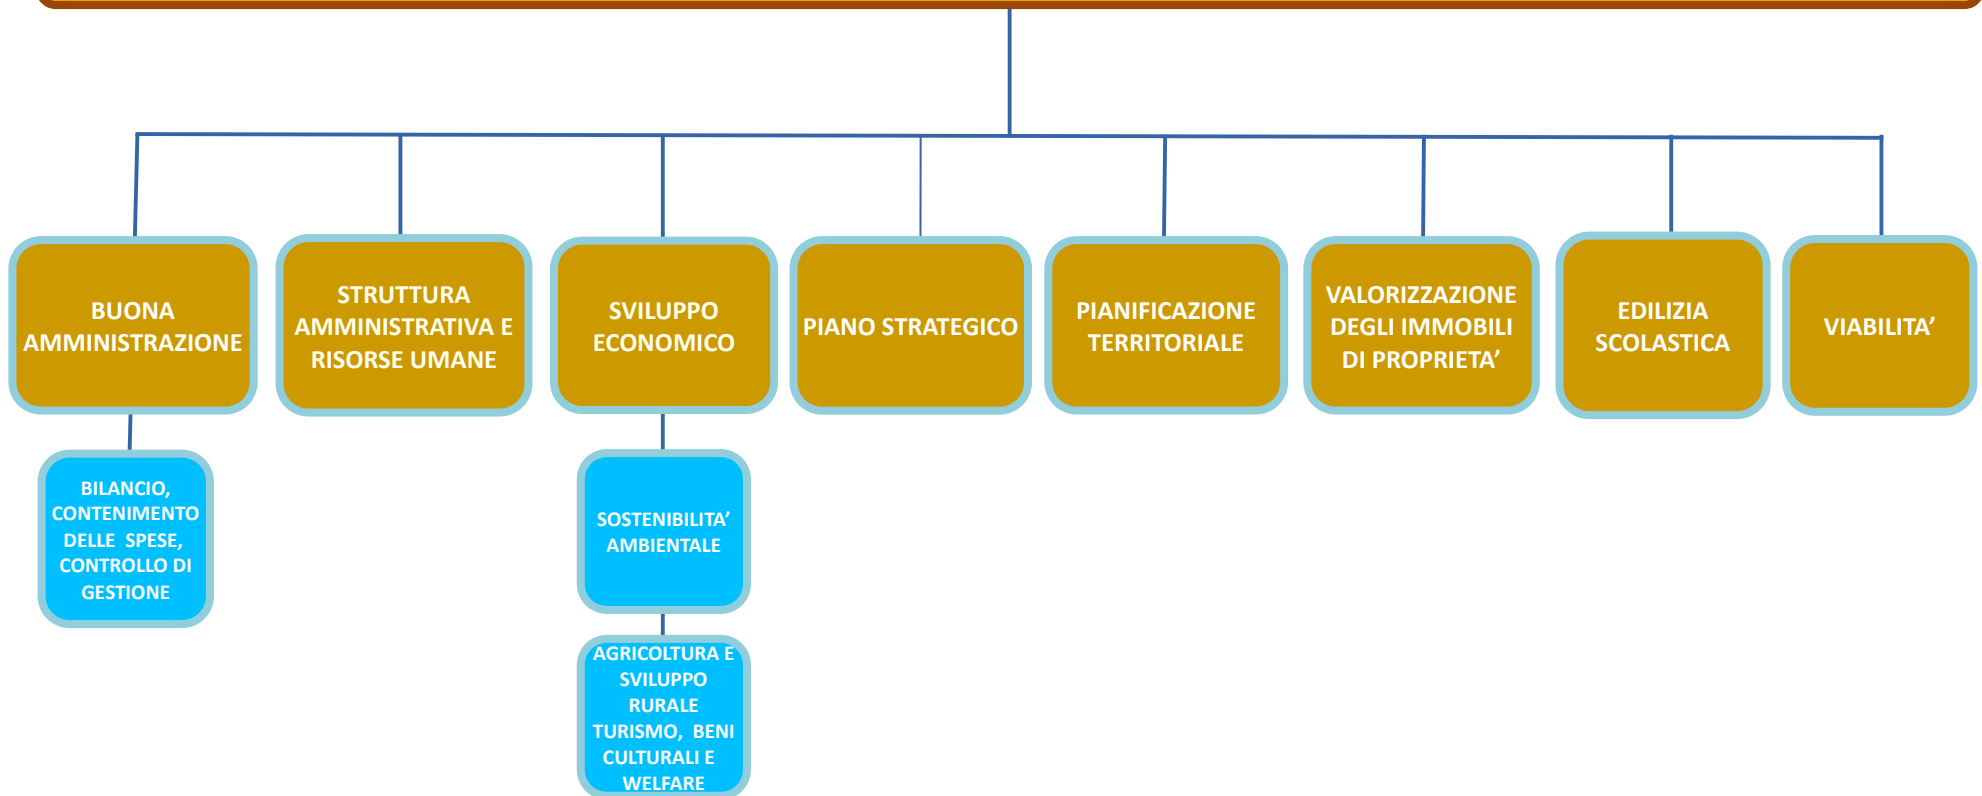 BUONA
AMMINISTRAZIONE
STRUTTURA
AMMINISTRATIVA E
RISORSE UMANE
SVILUPPO
ECONOMICO
PIANO STRATEGICO
PIANIFICAZIONE
TERRITORIALE
VALORIZZAZIONE
DEGLI IMMOBILI
DI PROPRIETA’
EDILIZIA
SCOLASTICA
VIABILITA’
BILANCIO,
CONTENIMENTO
DELLE  SPESE,
CONTROLLO DI
GESTIONE
SOSTENIBILITA’
AMBIENTALE
AGRICOLTURA E
SVILUPPO
RURALE
TURISMO,  BENI
CULTURALI E
WELFARE